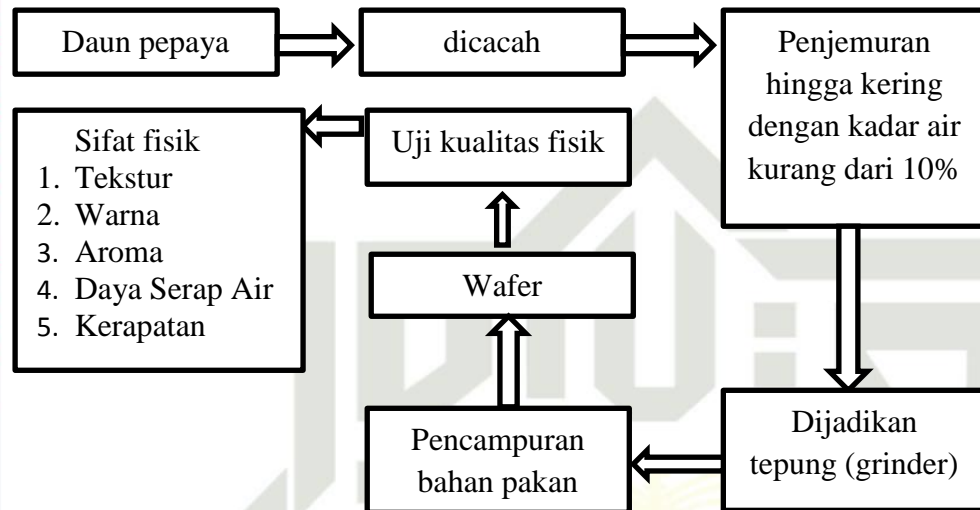 Daun pepaya
dicacah
Penjemuran
hingga kering
dengan kadar air
kurang dari 10%
Dijadikan
tepung (grinder)
Pencampuran
bahan pakan
Wafer
Uji kualitas fisik
Sifat fisik
1. Tekstur
2. Warna
3. Aroma
4. Daya Serap Air
5. Kerapatan